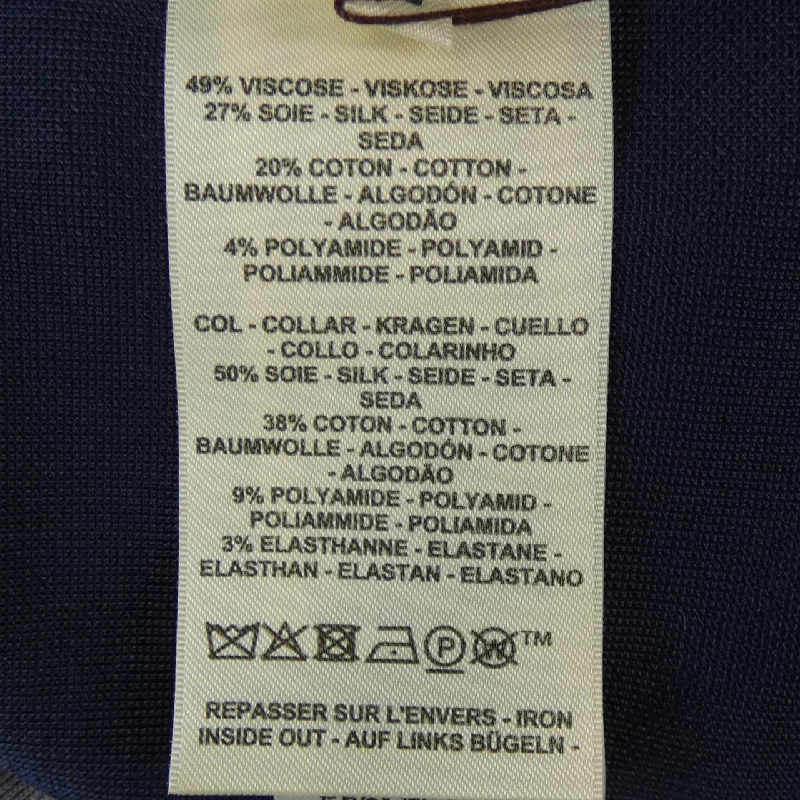 49% VISCOSE - VISKOSE - VISCOSA
27% SOIE - SILK - SEIDE - SETA -
SEDA
20% COTON - COTTON -
BAUMWOLLE - ALGODÓN - COTONE
- ALGODÃO
4% POLYAMIDE - POLYAMID -
POLIAMMIDE - POLIAMIDA
COL - COLLAR - KRAGEN - CUELLO
- COLLO - COLARINHO
50% SOIE - SILK - SEIDE - SETA -
SEDA
38% COTON - COTTON -
BAUMWOLLE - ALGODÓN - COTONE
- ALGODÃO
9% POLYAMIDE - POLYAMID -
POLIAMMIDE - POLIAMIDA
3% ELASTHANNE - ELASTANE -
ELASTHAN - ELASTAN - ELASTANO
P W TM
REPASSER SUR L'ENVERS - IRON
INSIDE OUT - AUF LINKS BÜGELN -